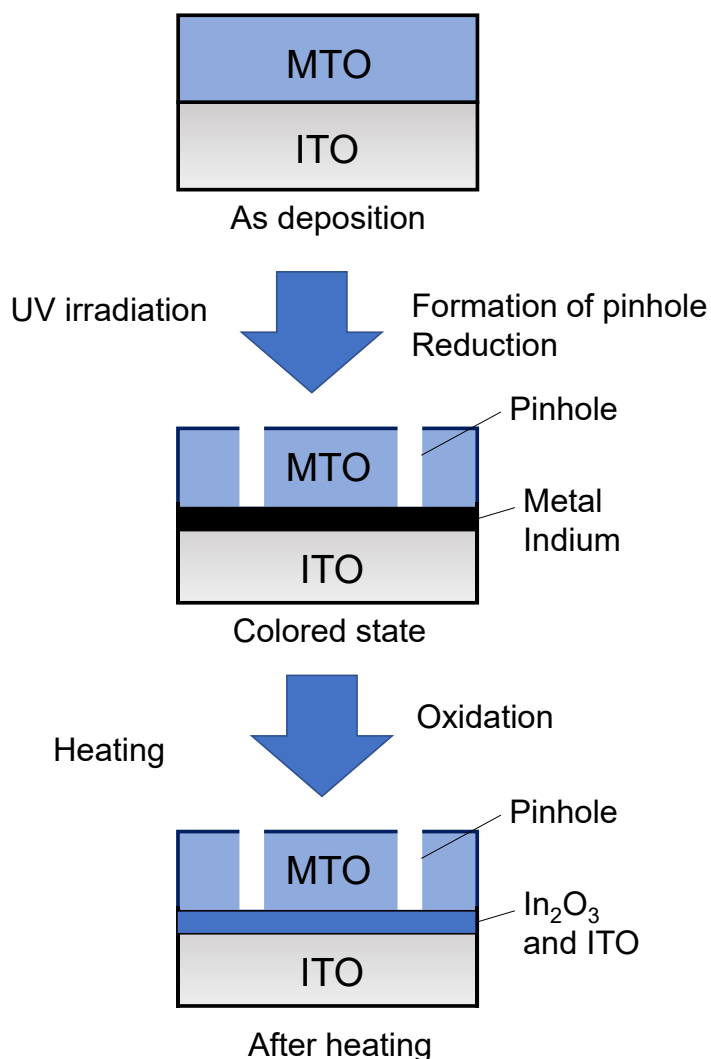 MTO
ITO
As deposition
UV irradiation
Formation of pinhole
Reduction
Pinhole
MTO
Metal
Indium
ITO
Colored state
Oxidation
Heating
Pinhole
MTO
In₂O₃
and ITO
ITO
After heating